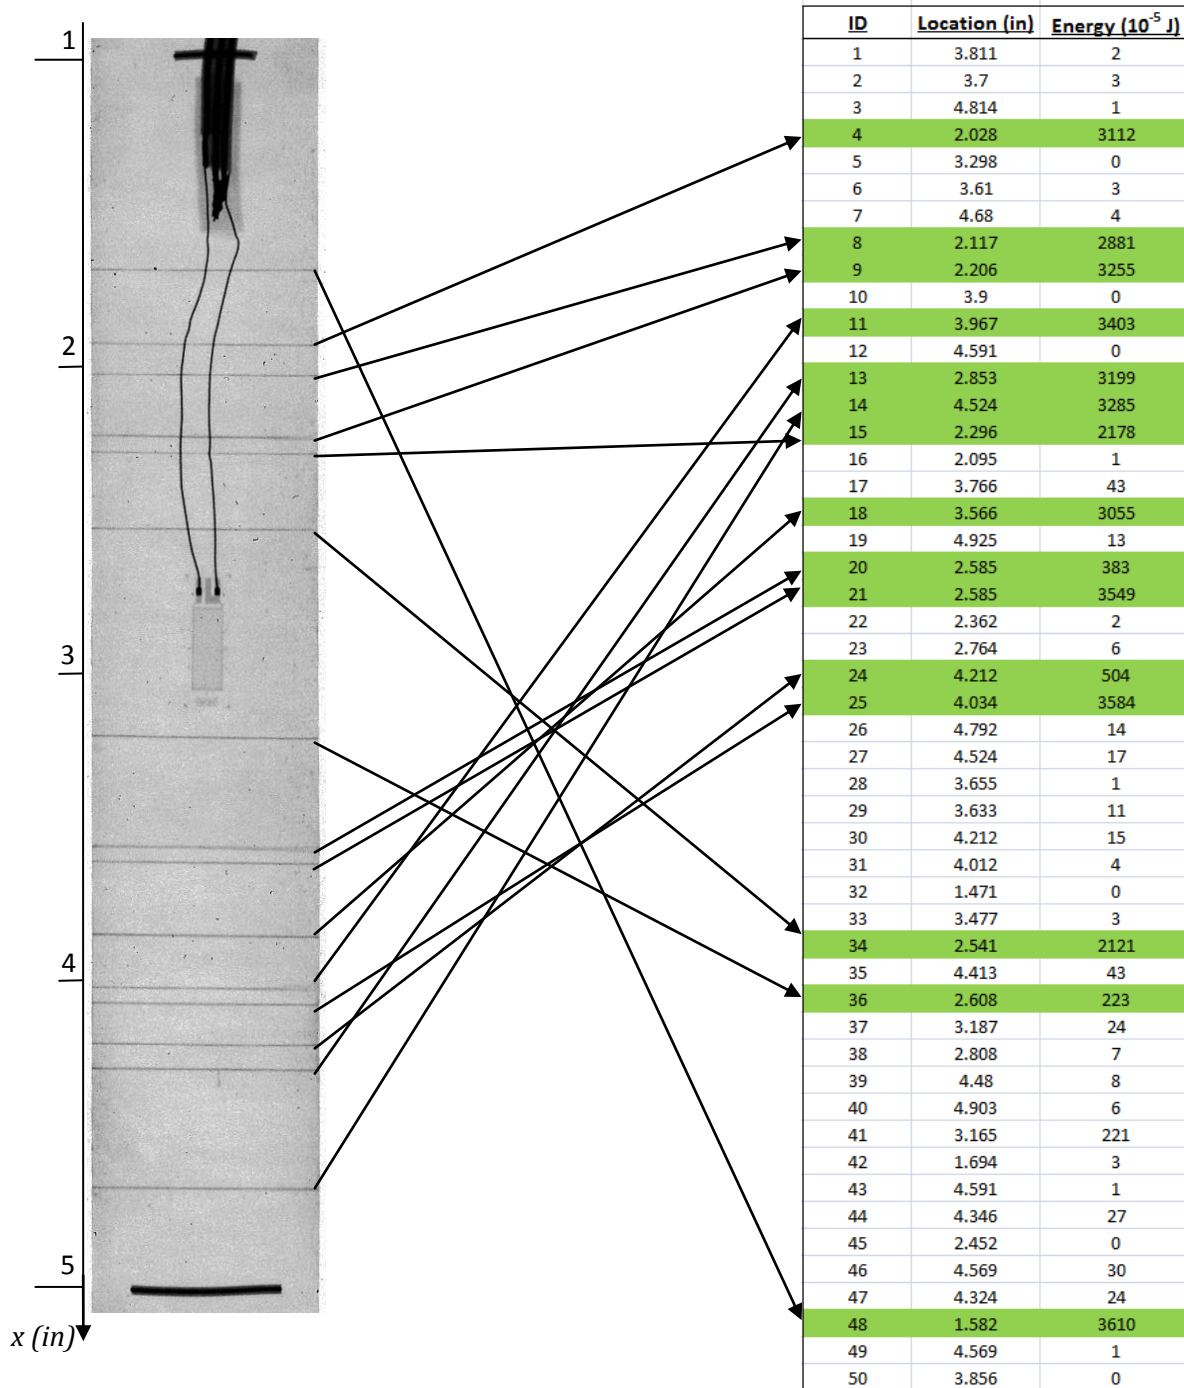 1
2
3
4
5
x (in)
ID Location (in) Energy (10⁻⁵ J)
1 3.811 2
2 3.7 3
3 4.814 1
4 2.028 3112
5 3.298 0
6 3.61 3
7 4.68 4
8 2.117 2881
9 2.206 3255
10 3.9 0
11 3.967 3403
12 4.591 0
13 2.853 3199
14 4.524 3285
15 2.296 2178
16 2.095 1
17 3.766 43
18 3.566 3055
19 4.925 13
20 2.585 383
21 2.585 3549
22 2.362 2
23 2.764 6
24 4.212 504
25 4.034 3584
26 4.792 14
27 4.524 17
28 3.655 1
29 3.633 11
30 4.212 15
31 4.012 4
32 1.471 0
33 3.477 3
34 2.541 2121
35 4.413 43
36 2.608 223
37 3.187 24
38 2.808 7
39 4.48 8
40 4.903 6
41 3.165 221
42 1.694 3
43 4.591 1
44 4.346 27
45 2.452 0
46 4.569 30
47 4.324 24
48 1.582 3610
49 4.569 1
50 3.856 0